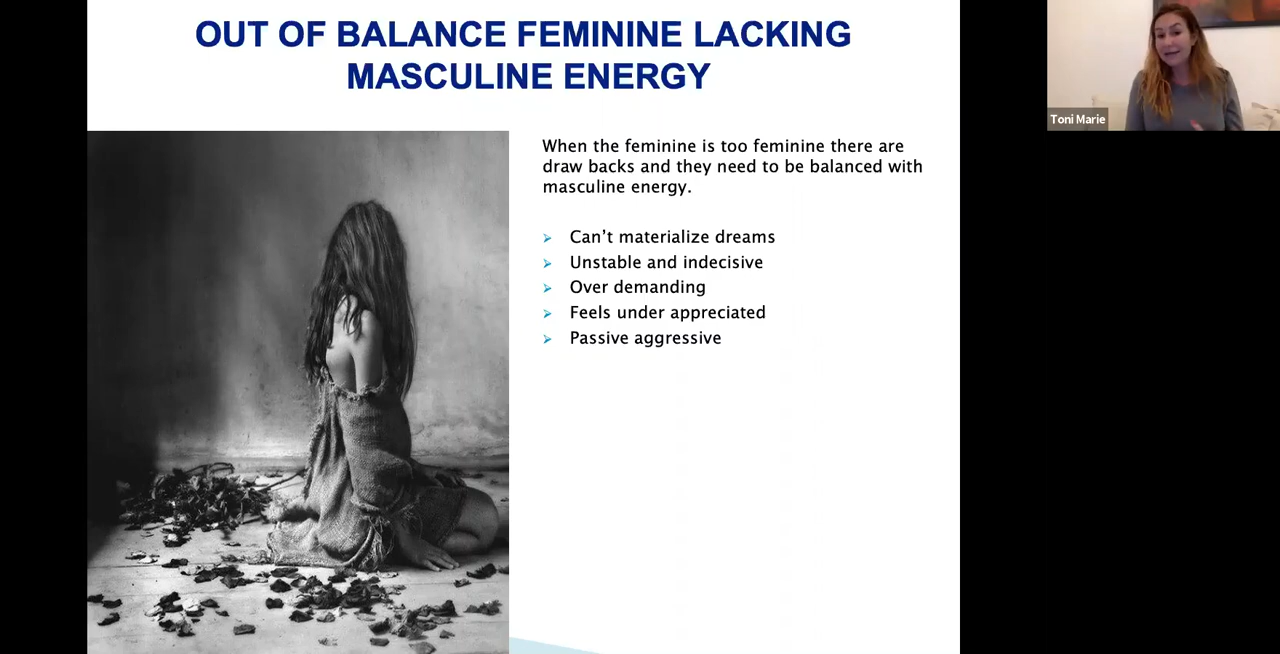 OUT OF BALANCE FEMININE LACKING
MASCULINE ENERGY
Toni Marie
When the feminine is too feminine there are
draw backs and they need to be balanced with
masculine energy.
Can’t materialize dreams
Unstable and indecisive
Over demanding
Feels under appreciated
Passive aggressive